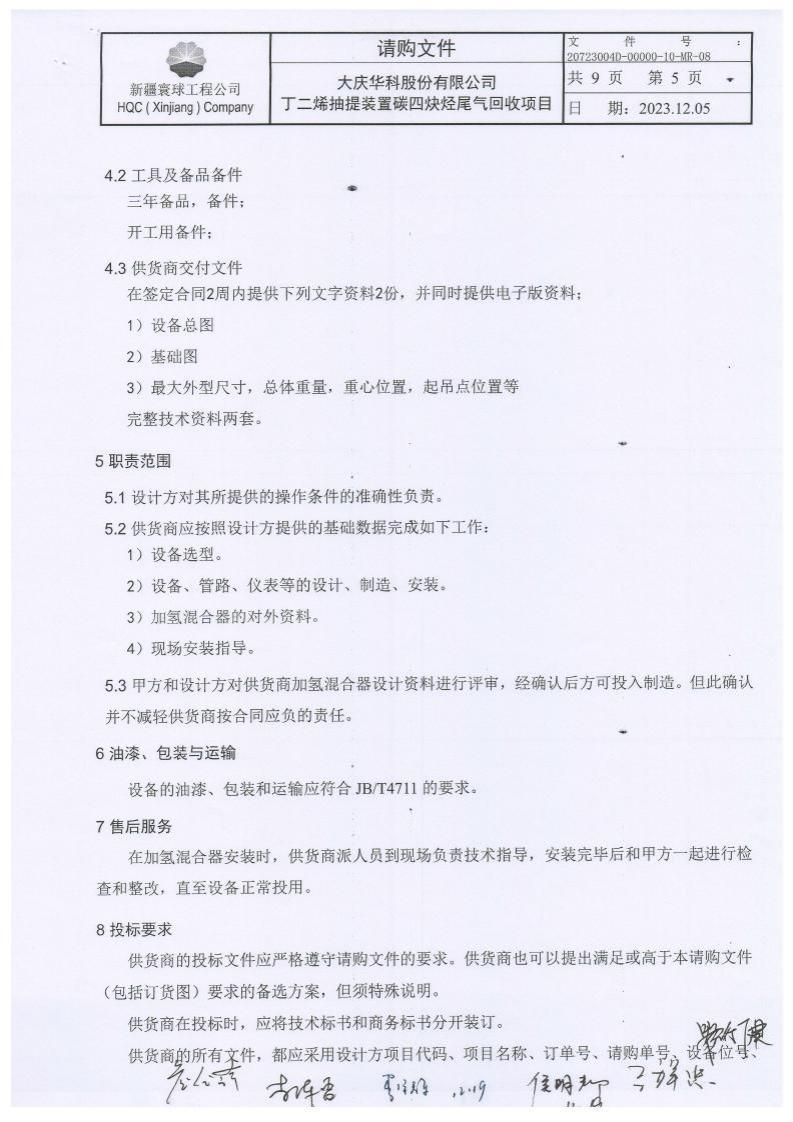 新疆寰球工程公司
HQC ( Xinjiang ) Company
请购文件
大庆华科股份有限公司
丁二烯抽提装置碳四炔烃尾气回收项目
文 件 号 :
20723004D-00000-10-MR-08
共 9 页 第 5 页
日 期: 2023.12.05
4.2 工具及备品备件
三年备品，备件；
开工用备件；
4.3 供货商交付文件
在签定合同2周内提供下列文字资料2份，并同时提供电子版资料；
1）设备总图
2）基础图
3）最大外型尺寸，总体重量，重心位置，起吊点位置等
完整技术资料两套。
5 职责范围
5.1 设计方对其所提供的操作条件的准确性负责。
5.2 供货商应按照设计方提供的基础数据完成如下工作：
1）设备选型。
2）设备、管路、仪表等的设计、制造、安装。
3）加氢混合器的对外资料。
4）现场安装指导。
5.3 甲方和设计方对供货商加氢混合器设计资料进行评审，经确认后方可投入制造。但此确认
并不减轻供货商按合同应负的责任。
6 油漆、包装与运输
设备的油漆、包装和运输应符合 JB/T4711 的要求。
7 售后服务
在加氢混合器安装时，供货商派人员到现场负责技术指导，安装完毕后和甲方一起进行检
查和整改，直至设备正常投用。
8 投标要求
供货商的投标文件应严格遵守请购文件的要求。供货商也可以提出满足或高于本请购文件
（包括订货图）要求的备选方案，但须特殊说明。
供货商在投标时，应将技术标书和商务标书分开装订。
供货商的所有文件，都应采用设计方项目代码、项目名称、订单号、请购单号、设备位号、
12.19